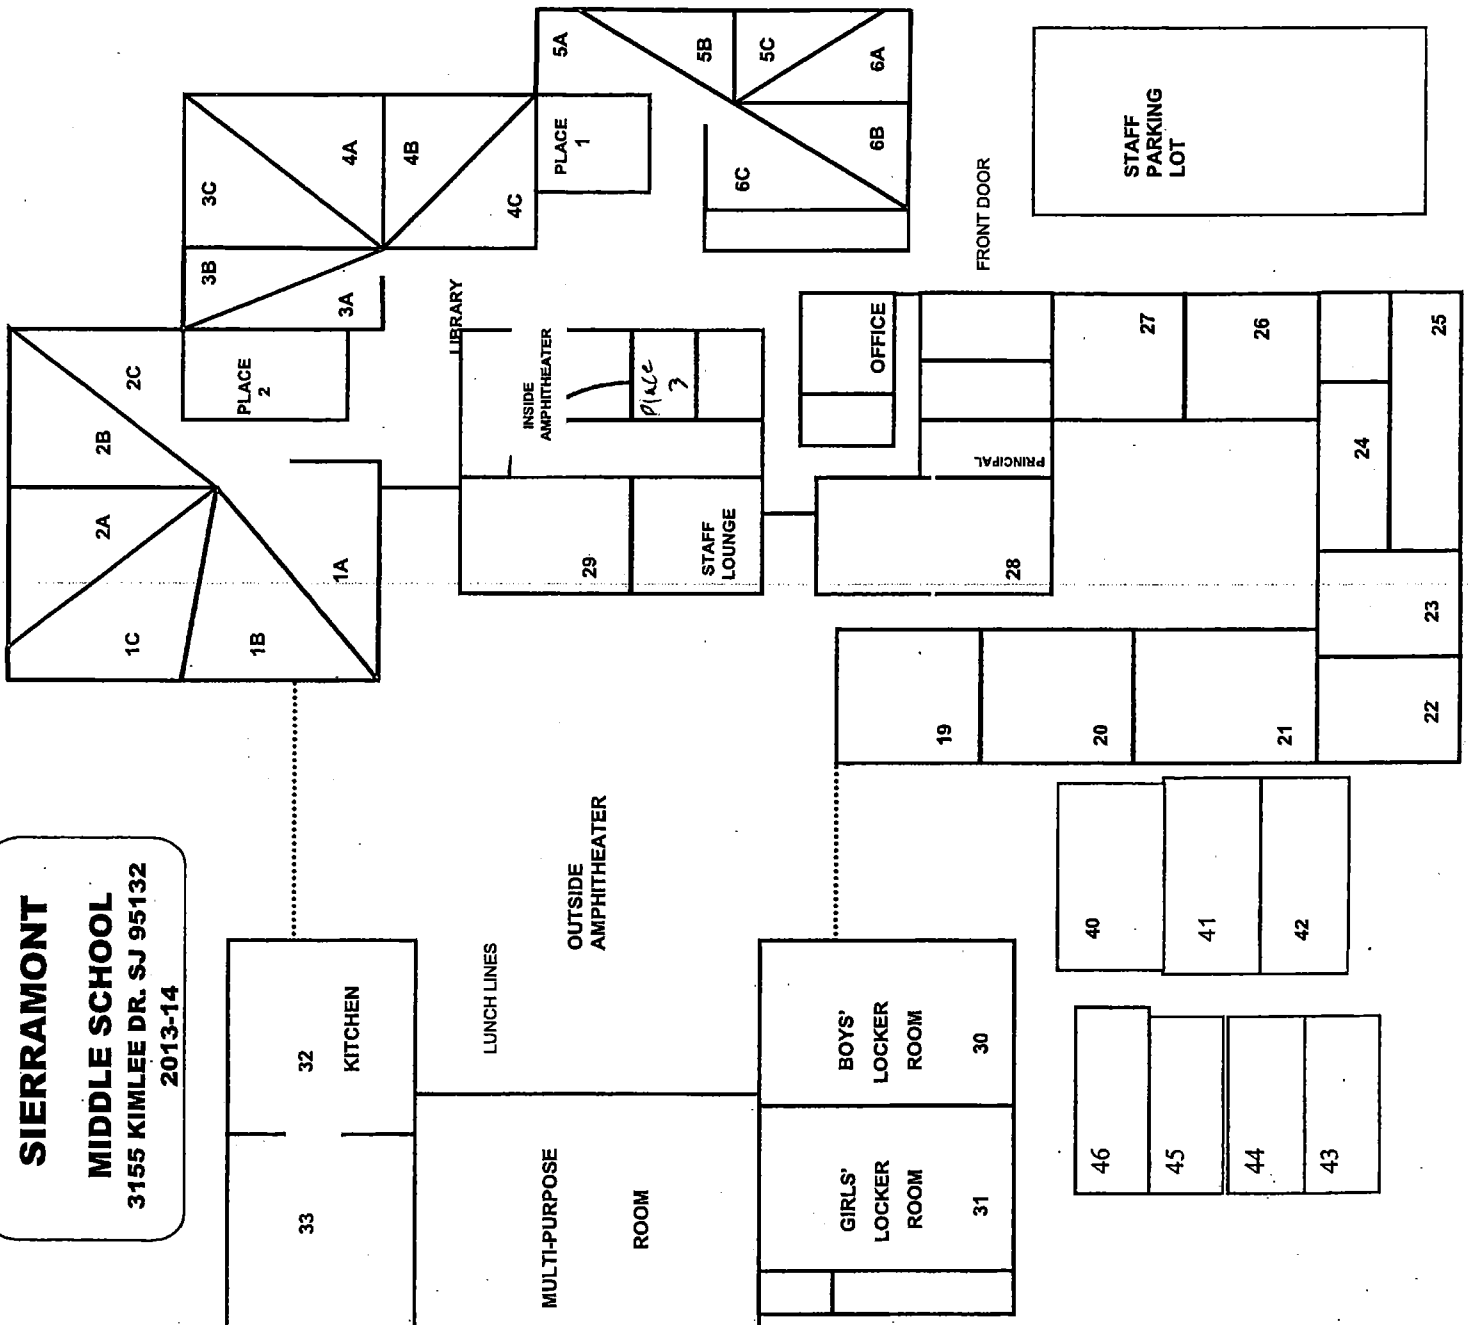 SIERRAMONT
MIDDLE SCHOOL
3155 KIMLEE DR. SJ 95132
2013-14
33
32
KITCHEN
LUNCH LINES
MULTI-PURPOSE
ROOM
OUTSIDE
AMPHITHEATER
GIRLS'
LOCKER
ROOM
31
BOYS'
LOCKER
ROOM
30
46
45
44
43
40
41
42
1C
1B
1A
2A
2B
2C
PLACE
2
3A
3B
3C
4A
4B
4C
PLACE
1
5A
5B
5C
6A
6B
6C
LIBRARY
INSIDE
AMPHITHEATER
Place
3
29
STAFF
LOUNGE
OFFICE
PRINCIPAL
28
FRONT DOOR
STAFF
PARKING
LOT
19
20
21
22
23
24
25
26
27